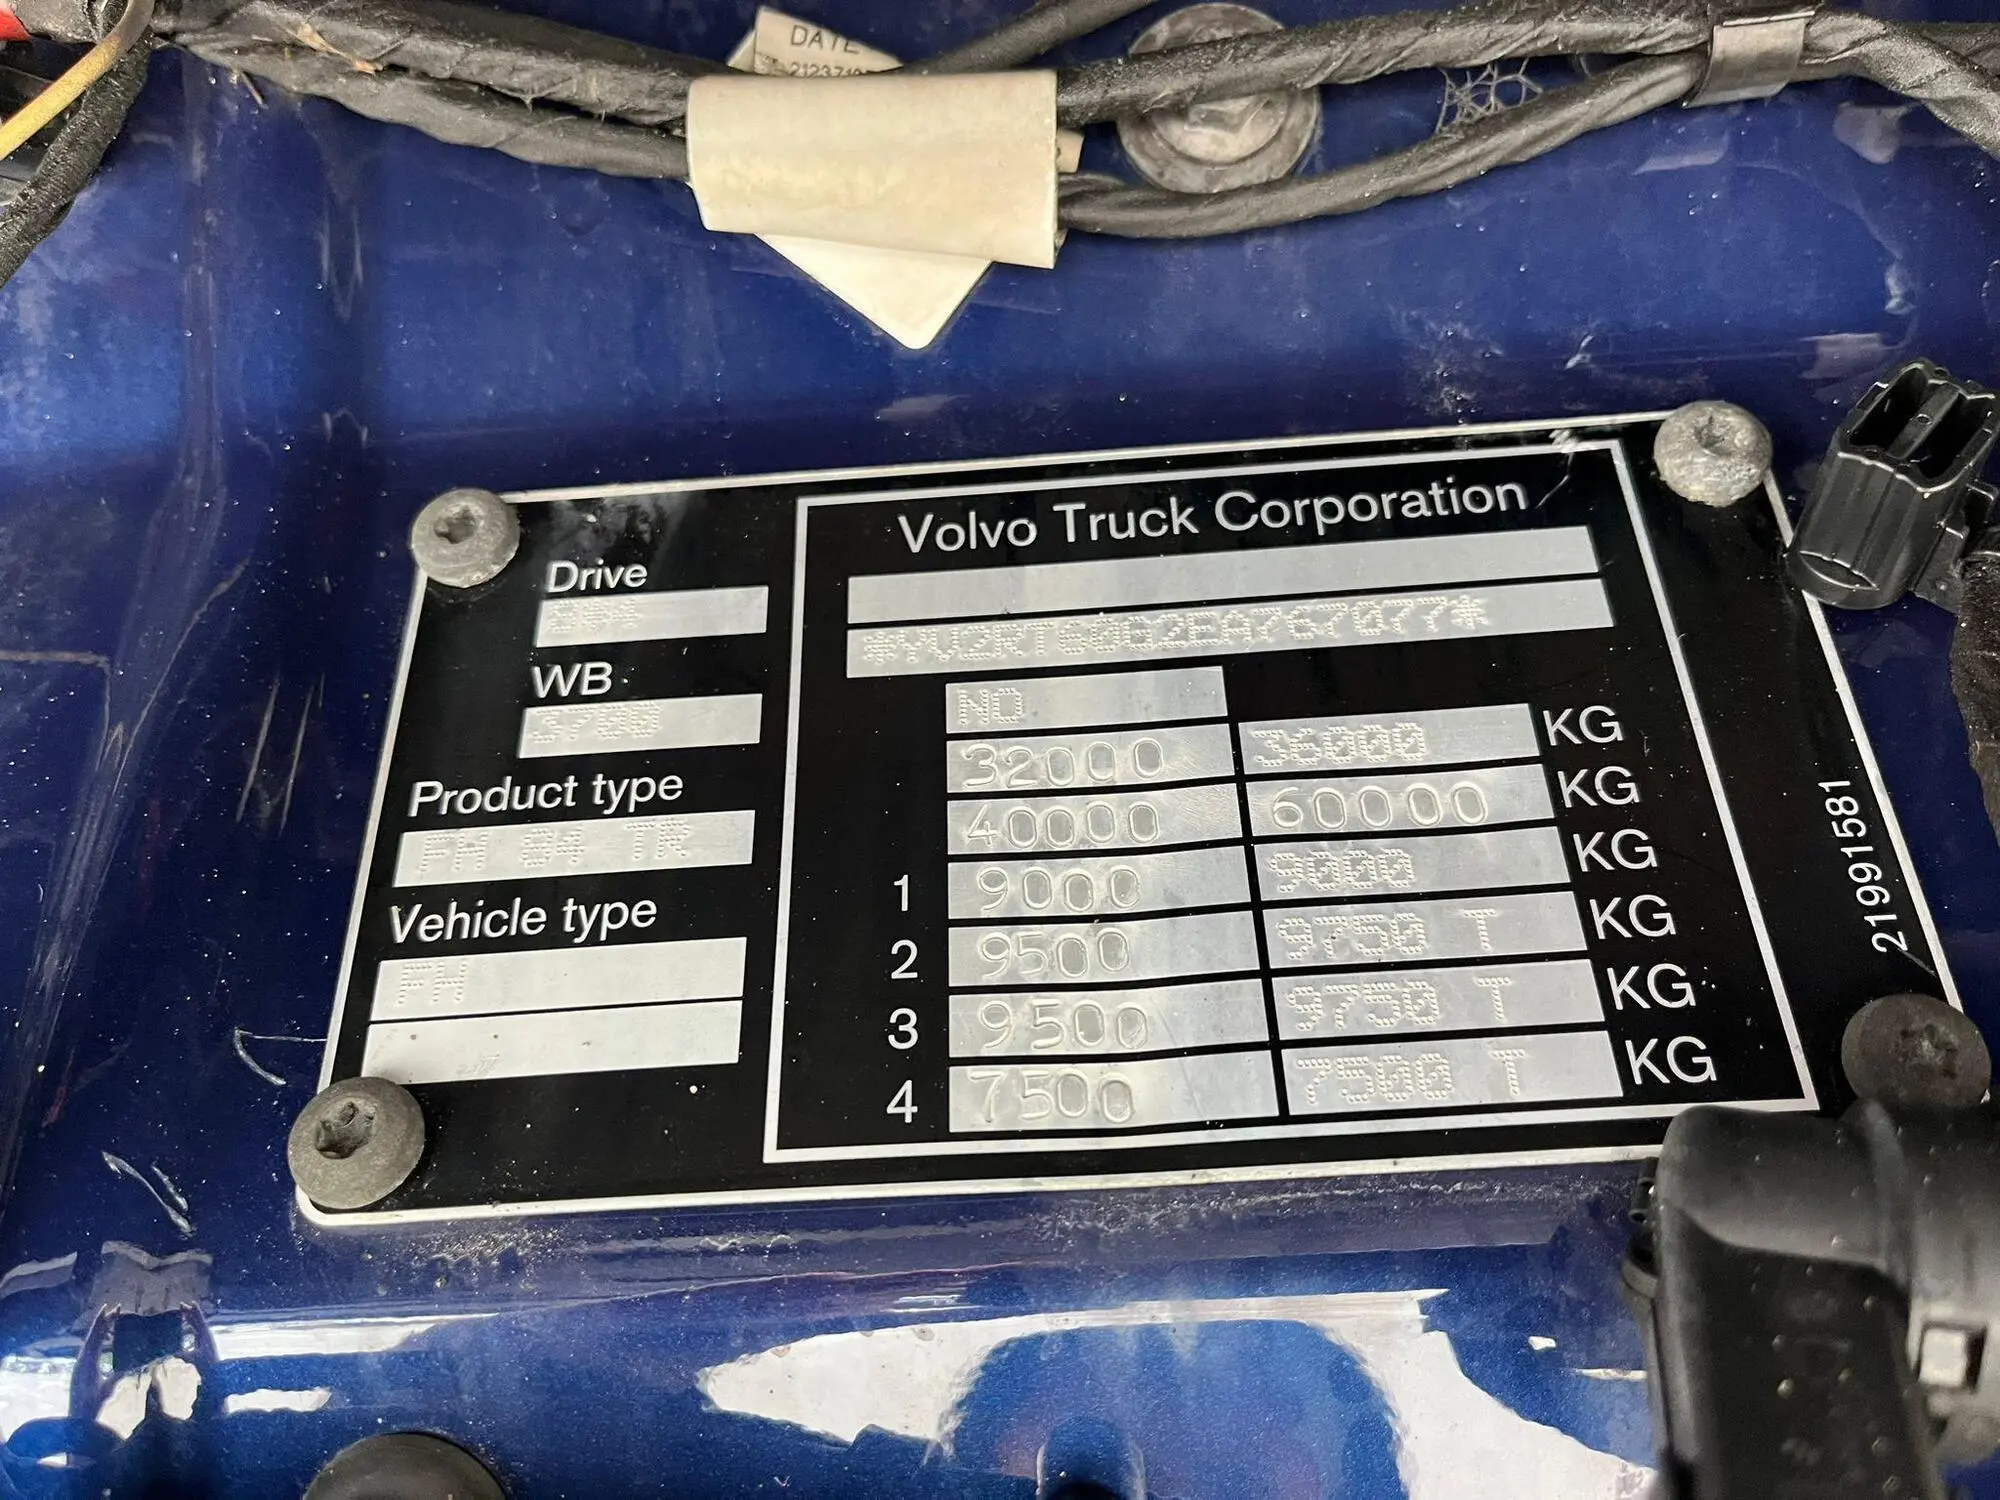 DATE
Volvo Truck Corporation
*YV2RT60G2EA767077*
Drive
WB
3700
Product type
FH 84 TR
Vehicle type
FH
NO
32000 36000 KG
40000 60000 KG
1 9000 9000 KG
2 9500 9750 T KG
3 9500 9750 T KG
4 7500 7500 T KG
21991581